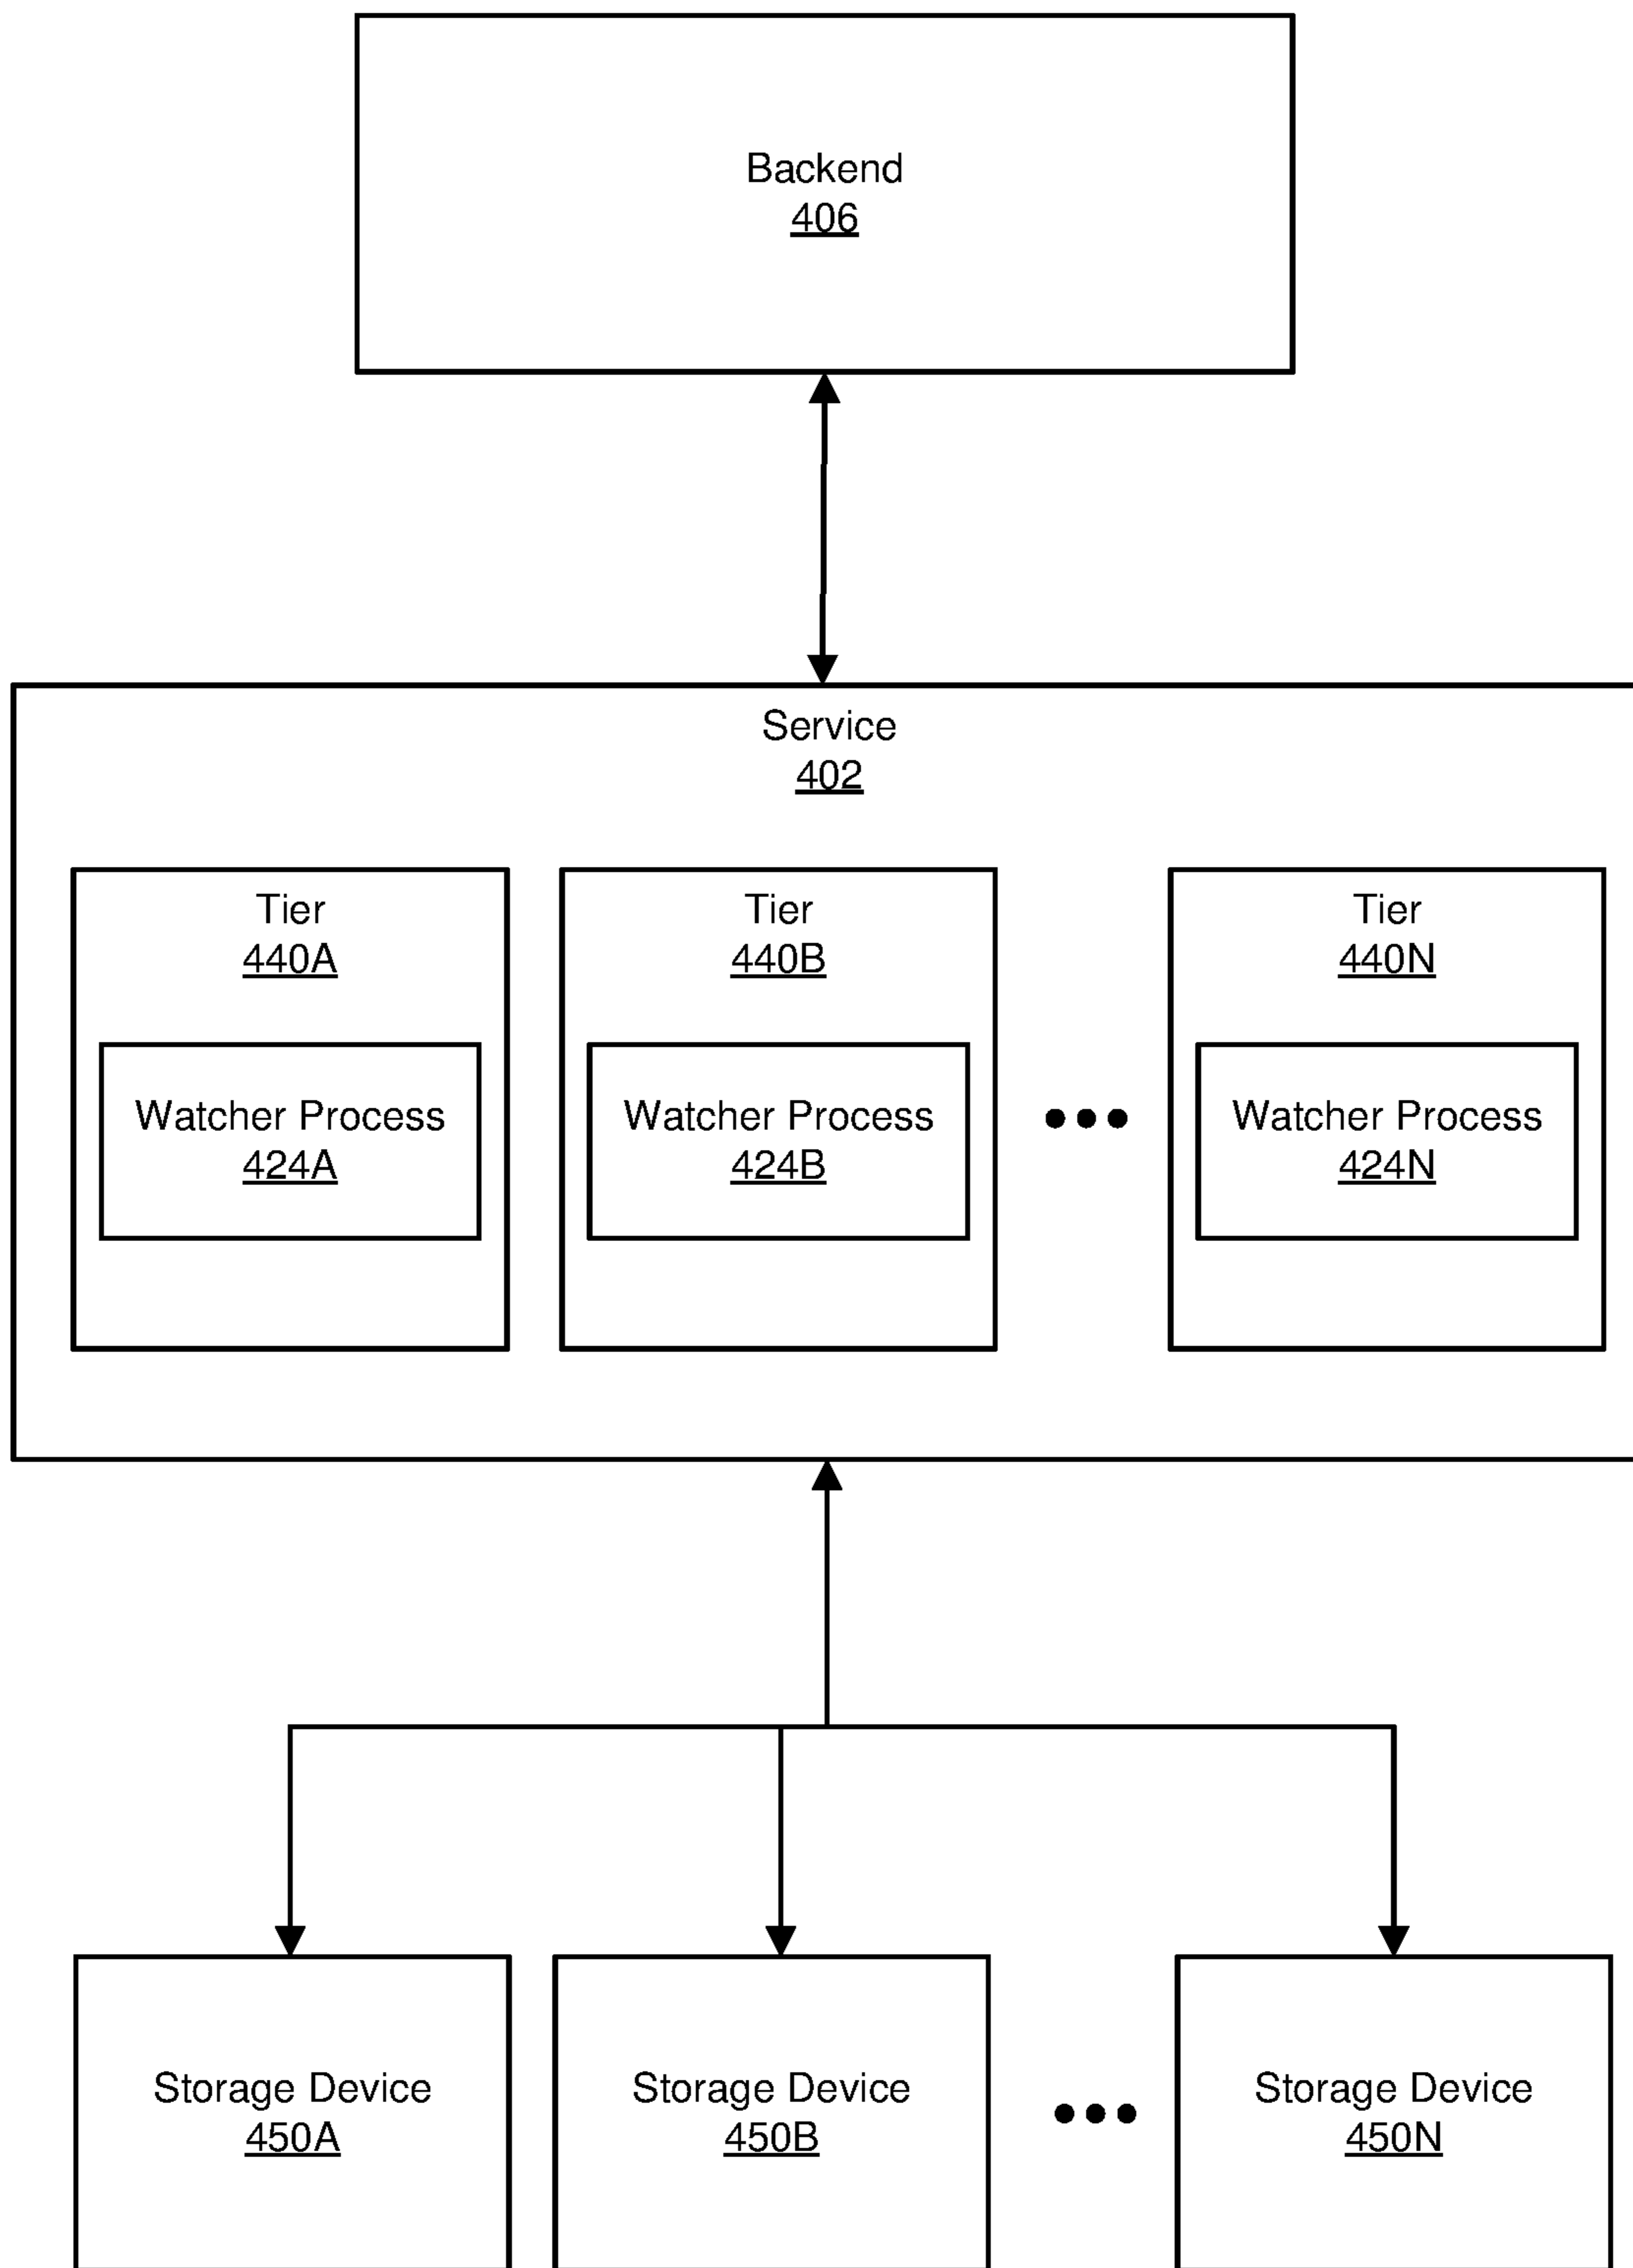 Backend
406
Service
402
Tier
440A
Tier
440B
Tier
440N
Watcher Process
424A
Watcher Process
424B
Watcher Process
424N
Storage Device
450A
Storage Device
450B
Storage Device
450N